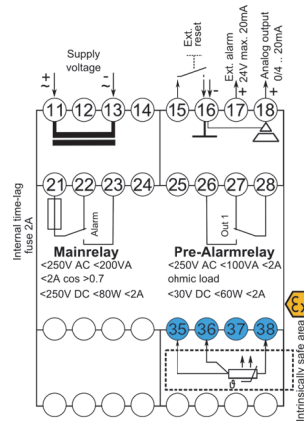 Supply
voltage
~
+
~
-
Ext.
reset
-
Ext. alarm
+ 24V max. 20mA
Analog output
+ 0/4 .. 20mA
11 12 13 14 15 16 17 18
21 22 23 24 25 26 27 28
Internal time-lag
fuse 2A
Alarm
Out 1
Mainrelay
<250V AC <200VA
<2A cos >0.7
<250V DC <80W <2A
Pre-Alarmrelay
<250V AC <100VA <2A
ohmic load
<30V DC <60W <2A
35 36 37 38
εx
ϑ
Intrinsically safe area